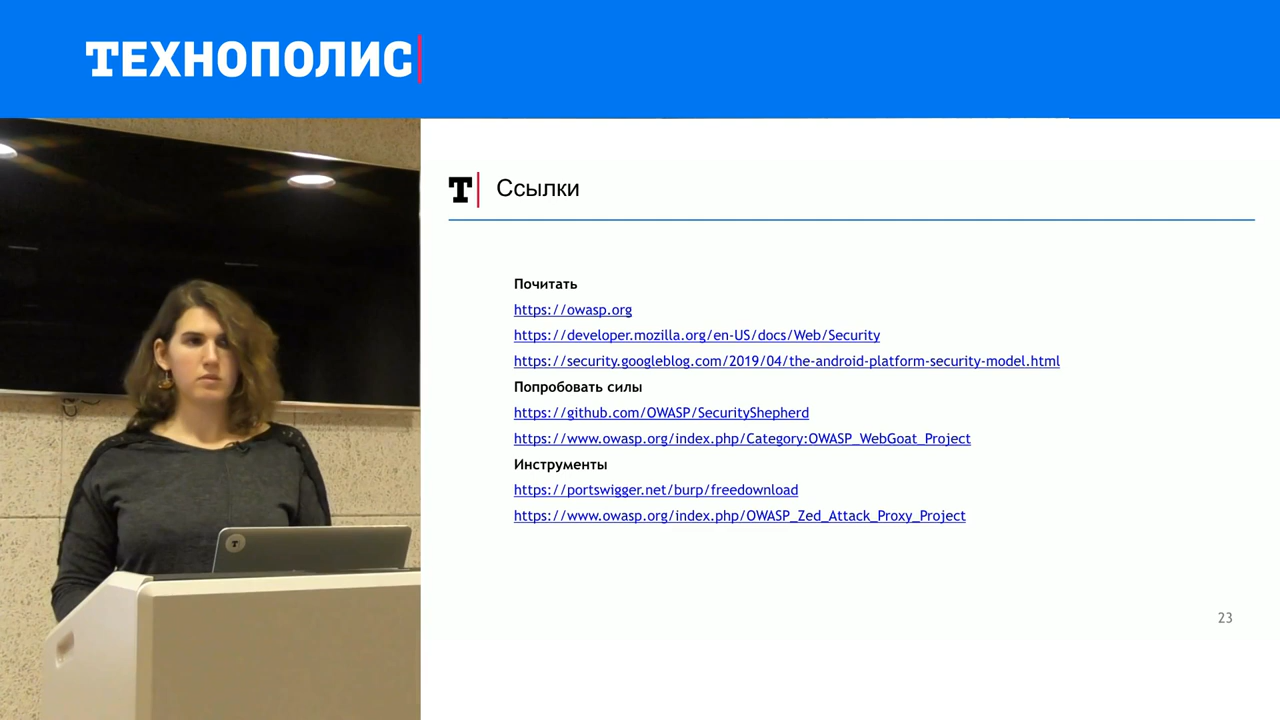 ТЕХНОПОЛИС
Т
Ссылки
Почитать
https://owasp.org
https://developer.mozilla.org/en-US/docs/Web/Security
https://security.googleblog.com/2019/04/the-android-platform-security-model.html
Попробовать силы
https://github.com/OWASP/SecurityShepherd
https://www.owasp.org/index.php/Category:OWASP_WebGoat_Project
Инструменты
https://portswigger.net/burp/freedownload
https://www.owasp.org/index.php/OWASP_Zed_Attack_Proxy_Project
23
Т